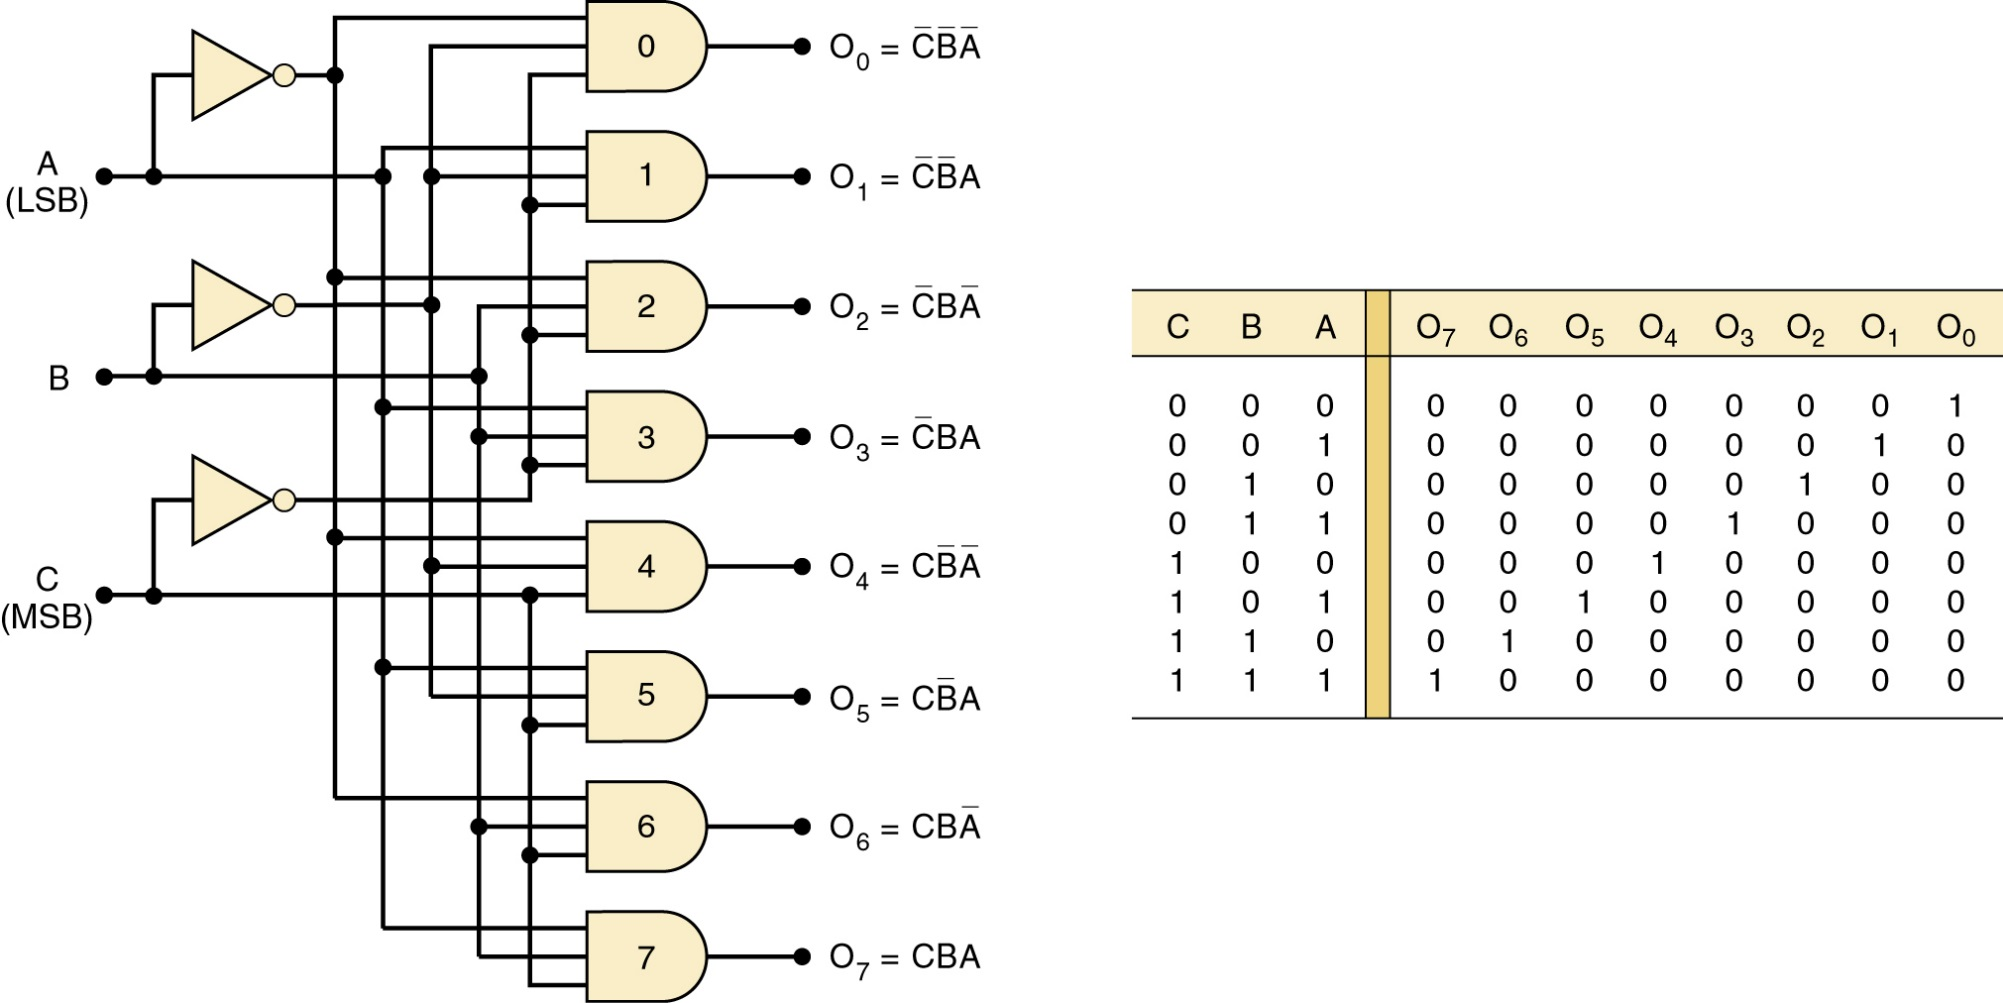 0
O₀ = C̅B̅A̅
A
(LSB)
1
O₁ = C̅B̅A
2
O₂ = C̅BA̅
B
3
O₃ = C̅BA
C
(MSB)
4
O₄ = CB̅A̅
5
O₅ = CB̅A
6
O₆ = CBA̅
7
O₇ = CBA
C B A O₇ O₆ O₅ O₄ O₃ O₂ O₁ O₀
0 0 0 0 0 0 0 0 0 0 1
0 0 1 0 0 0 0 0 0 1 0
0 1 0 0 0 0 0 0 1 0 0
0 1 1 0 0 0 0 1 0 0 0
1 0 0 0 0 0 1 0 0 0 0
1 0 1 0 0 1 0 0 0 0 0
1 1 0 0 1 0 0 0 0 0 0
1 1 1 1 0 0 0 0 0 0 0